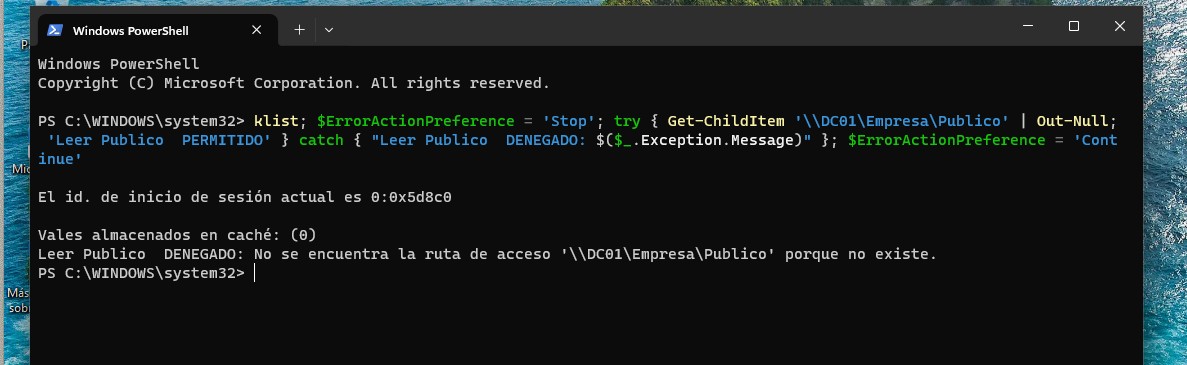 Windows PowerShell
Windows PowerShell
Copyright (C) Microsoft Corporation. All rights reserved.
PS C:\WINDOWS\system32> klist; $ErrorActionPreference = 'Stop'; try { Get-ChildItem '\\DC01\Empresa\Publico' | Out-Null;
'Leer Publico  PERMITIDO' } catch { "Leer Publico  DENEGADO: $($_.Exception.Message)" }; $ErrorActionPreference = 'Cont
inue'
El id. de inicio de sesión actual es 0:0x5d8c0
Vales almacenados en caché: (0)
Leer Publico  DENEGADO: No se encuentra la ruta de acceso '\\DC01\Empresa\Publico' porque no existe.
PS C:\WINDOWS\system32>
Más
sobr